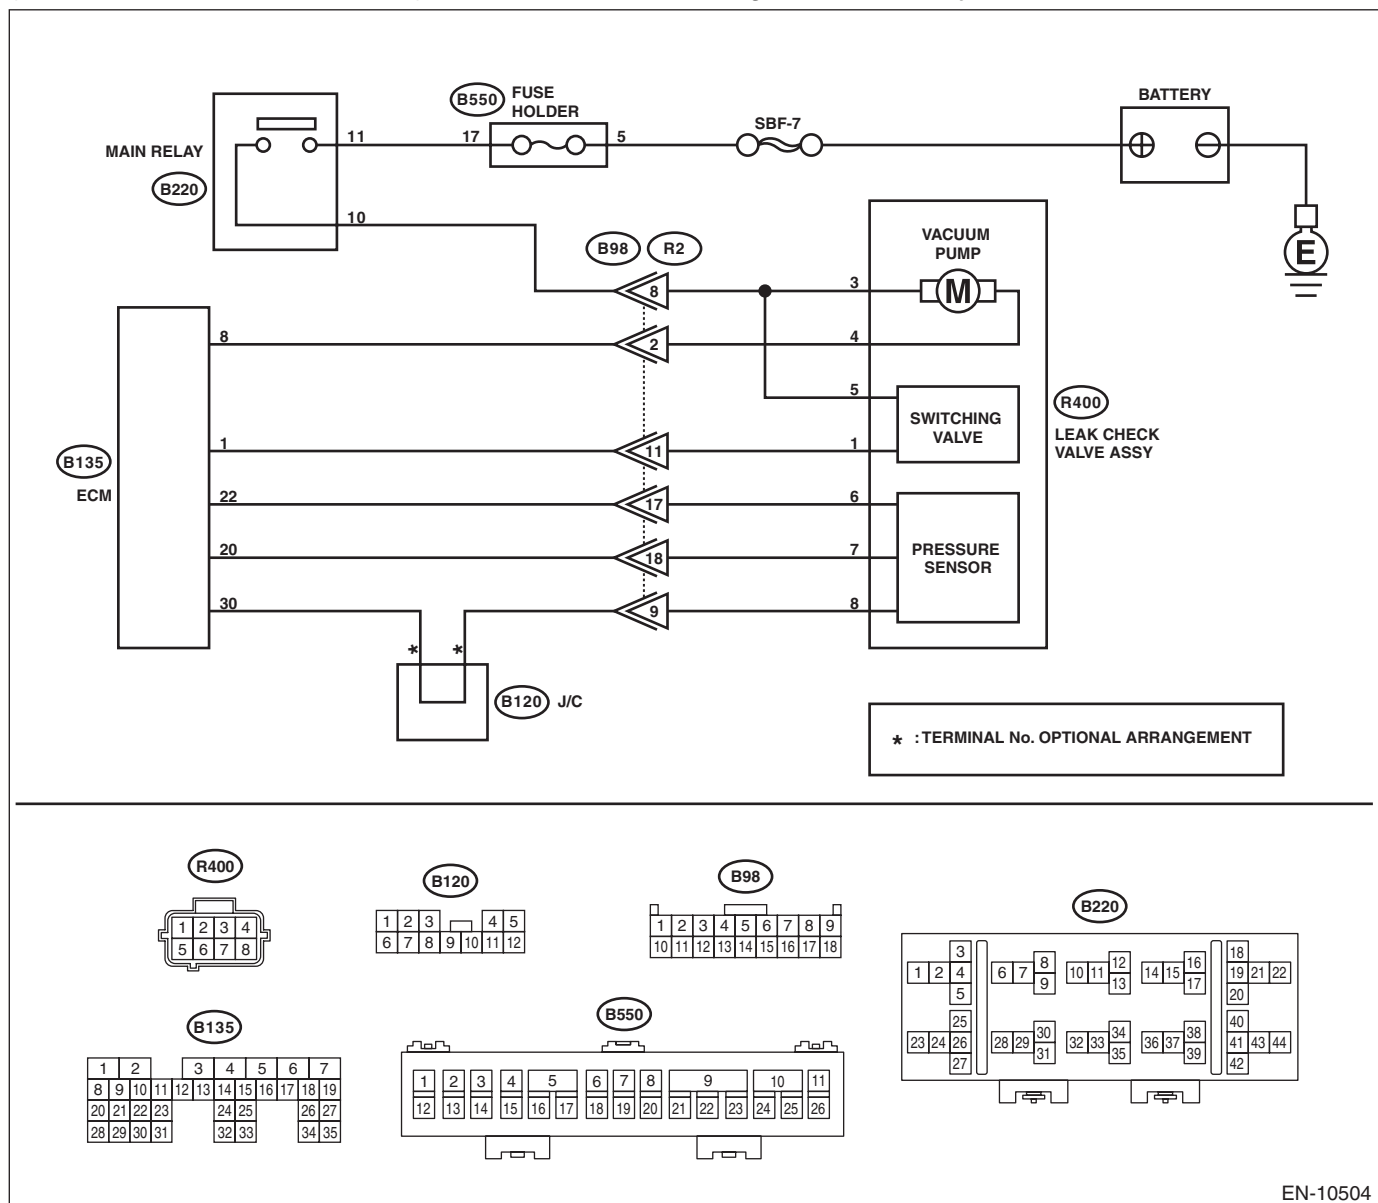 B550 FUSE HOLDER
BATTERY
SBF-7
11 17 5
MAIN RELAY
B220
10
VACUUM PUMP
B98 R2
E
8 3 M
8 2 4
5
SWITCHING VALVE
R400
LEAK CHECK VALVE ASSY
1 11 1
B135
ECM
22 17 6
20 18 7
PRESSURE SENSOR
30 9 8
* *
B120 J/C
* : TERMINAL No. OPTIONAL ARRANGEMENT
R400
1 2 3 4
5 6 7 8
B120
1 2 3 4 5
6 7 8 9 10 11 12
B98
1 2 3 4 5 6 7 8 9
10 11 12 13 14 15 16 17 18
B220
3 8 12 16 18
1 2 4 6 7 9 10 11 13 14 15 17 19 21 22
5 20
25 30 34 38 40
23 24 26 28 29 31 32 33 35 36 37 39 41 43 44
27 42
B135
1 2 3 4 5 6 7
8 9 10 11 12 13 14 15 16 17 18 19
20 21 22 23 24 25 26 27
28 29 30 31 32 33 34 35
B550
1 2 3 4 5 6 7 8 9 10 11
12 13 14 15 16 17 18 19 20 21 22 23 24 25 26
EN-10504